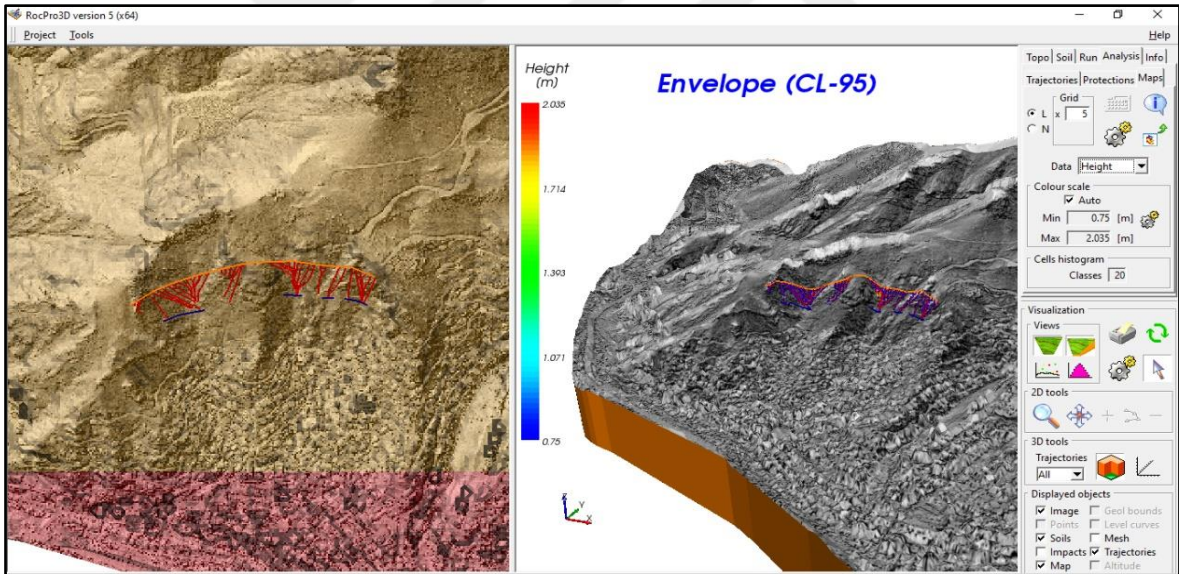 RocPro3D version 5 (x64)
Project Tools Help
Height
(m)
2.035
1.714
1.393
1.071
0.75
Envelope (CL-95)
Z
Y
X
Topo Soil Run Analysis Info
Trajectories Protections Maps
Grid
L x 5
N
Data Height
Colour scale
Auto
Min 0.75 [m]
Max 2.035 [m]
Cells histogram
Classes 20
Visualization
Views
2D tools
3D tools
Trajectories
All
Displayed objects
Image Geol bounds
Points Level curves
Soils Mesh
Impacts Trajectories
Map Altitude